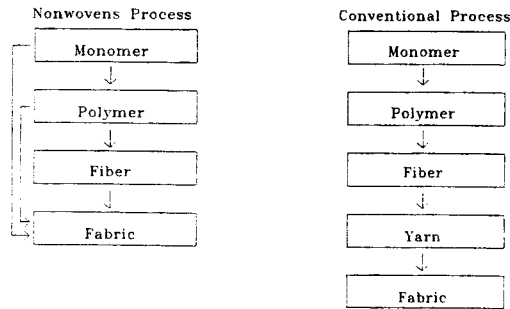 Nonwovens Process
Monomer
Polymer
Fiber
Fabric
Conventional Process
Monomer
Polymer
Fiber
Yarn
Fabric